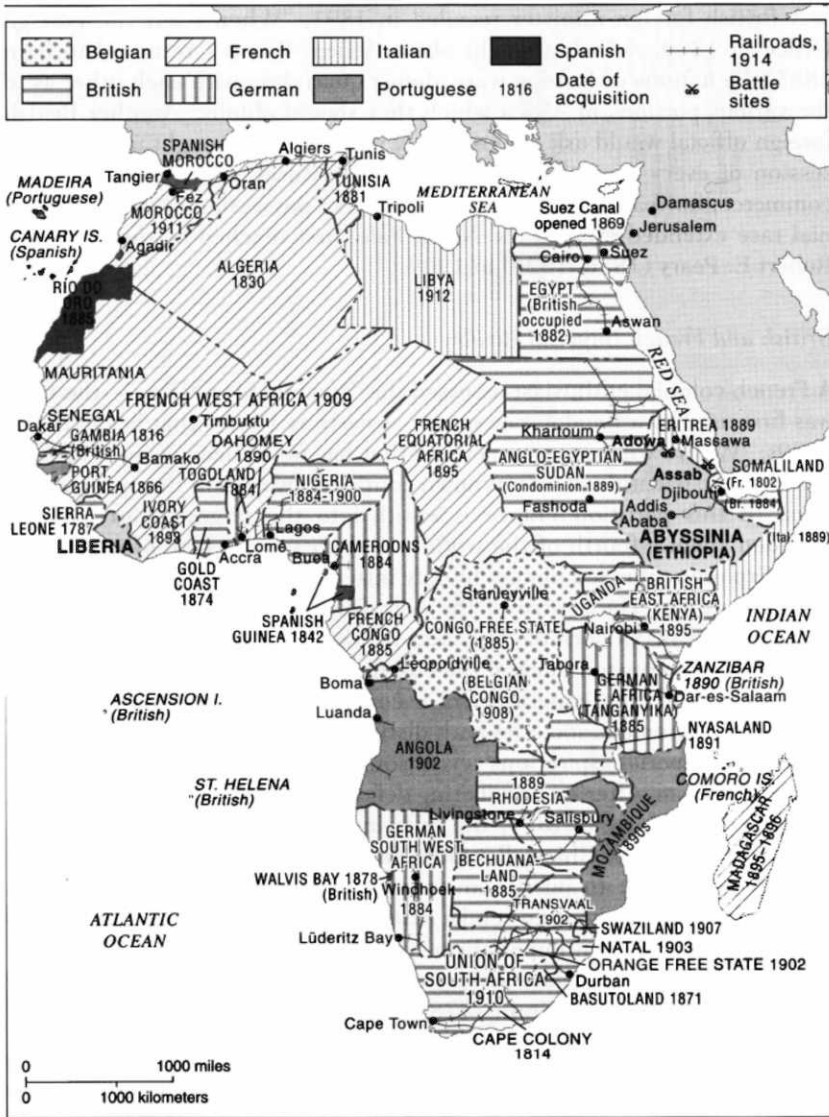 Belgian
French
Italian
Spanish
Railroads,
1914
British
German
Portuguese
1816
Date of
acquisition
Battle
sites
SPANISH
MOROCCO
Algiers
Tunis
Tangier
Oran
TUNISIA
1881
MADEIRA
(Portuguese)
Fez
MOROCCO
1911
MEDITERRANEAN
SEA
Tripoli
Suez Canal
opened 1869
Damascus
Jerusalem
CANARY IS.
(Spanish)
Agadir
Cairo
Suez
ALGERIA
1830
LIBYA
1912
EGYPT
(British
occupied
1882)
RÍO DO
ORO
1885
Aswan
RED SEA
MAURITANIA
FRENCH WEST AFRICA 1909
Timbuktu
SENEGAL
Dakar
GAMBIA 1816
(British)
DAHOMEY
1890
FRENCH
EQUATORIAL
AFRICA
1895
Khartoum
ERITREA 1889
Adowa
Massawa
Bamako
PORT.
GUINEA 1866
TOGOLAND
1884
NIGERIA
1884-1900
ANGLO-EGYPTIAN
SUDAN
(Condominion 1889)
Assab
SOMALILAND
(Fr. 1802)
Djibouti
(Br. 1884)
SIERRA
LEONE 1787
IVORY
COAST
1893
Fashoda
Addis
Ababa
LIBERIA
Lagos
ABYSSINIA
(ETHIOPIA)
(Ital. 1889)
GOLD
COAST
1874
Accra
Lomé
Buea
CAMEROONS
1884
SPANISH
GUINEA 1842
Stanleyville
UGANDA
BRITISH
EAST AFRICA
(KENYA)
1895
INDIAN
OCEAN
FRENCH
CONGO
1885
CONGO FREE STATE
(1885)
Nairobi
Léopoldville
Boma
(BELGIAN
CONGO
1908)
Tabora
GERMAN
E. AFRICA
(TANGANYIKA)
1885
ZANZIBAR
1890 (British)
Dar-es-Salaam
ASCENSION I.
(British)
Luanda
ANGOLA
1902
NYASALAND
1891
ST. HELENA
(British)
1889
RHODESIA
COMORO IS.
(French)
Livingstone
Salisbury
MOZAMBIQUE
1890s
MADAGASCAR
1895-1896
GERMAN
SOUTH WEST
AFRICA
1884
WALVIS BAY 1878
(British)
Windhoek
BECHUANA-
LAND
1885
TRANSVAAL
1902
ATLANTIC
OCEAN
Lüderitz Bay
SWAZILAND 1907
NATAL 1903
ORANGE FREE STATE 1902
UNION OF
SOUTH AFRICA
1910
Durban
BASUTOLAND 1871
Cape Town
CAPE COLONY
1814
0 1000 miles
0 1000 kilometers